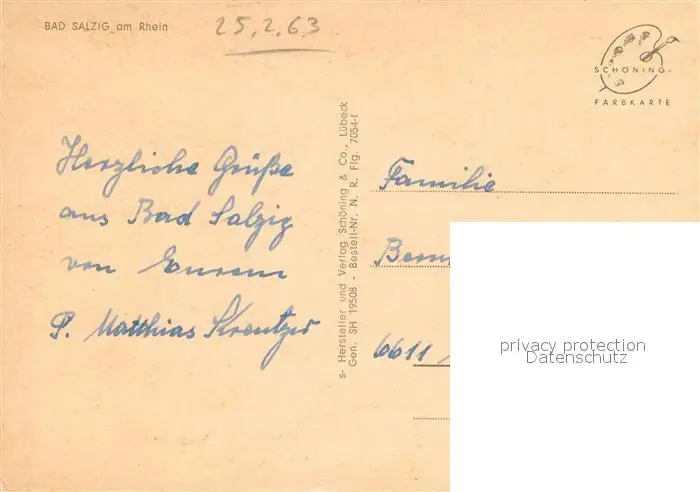 BAD SALZIG am Rhein
25.2.63
SCHÖNING-
FARBKARTE
Herzliche Grüße
aus Bad Salzig
von Eurem
P. Matthias Kreutzer
s- Hersteller und Verlag Schöning & Co., Lübeck
Gen. SH 19508 - Bestell-Nr. N. R. Flg. 7054-f
Familie
6611
privacy protection
Datenschutz